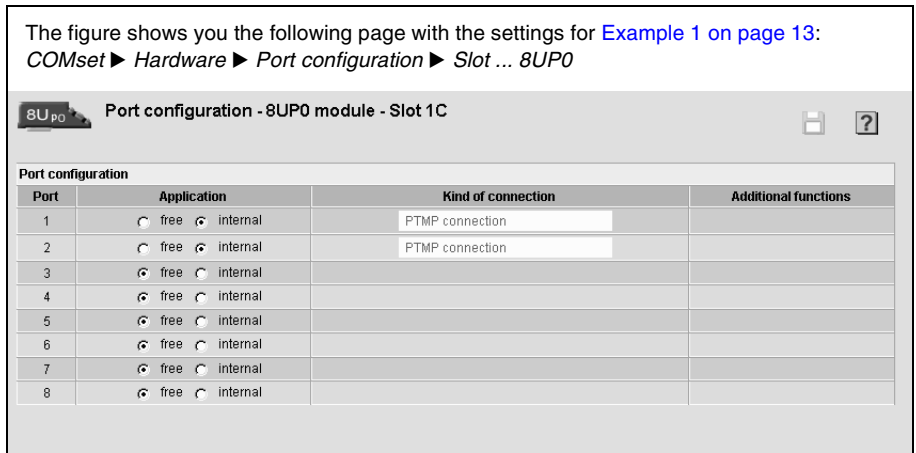 The figure shows you the following page with the settings for Example 1 on page 13:
COMset ▶ Hardware ▶ Port configuration ▶ Slot ... 8UP0
8U PO Port configuration - 8UP0 module - Slot 1C ?
Port configuration
Port Application Kind of connection Additional functions
1 free internal PTMP connection
2 free internal PTMP connection
3 free internal
4 free internal
5 free internal
6 free internal
7 free internal
8 free internal